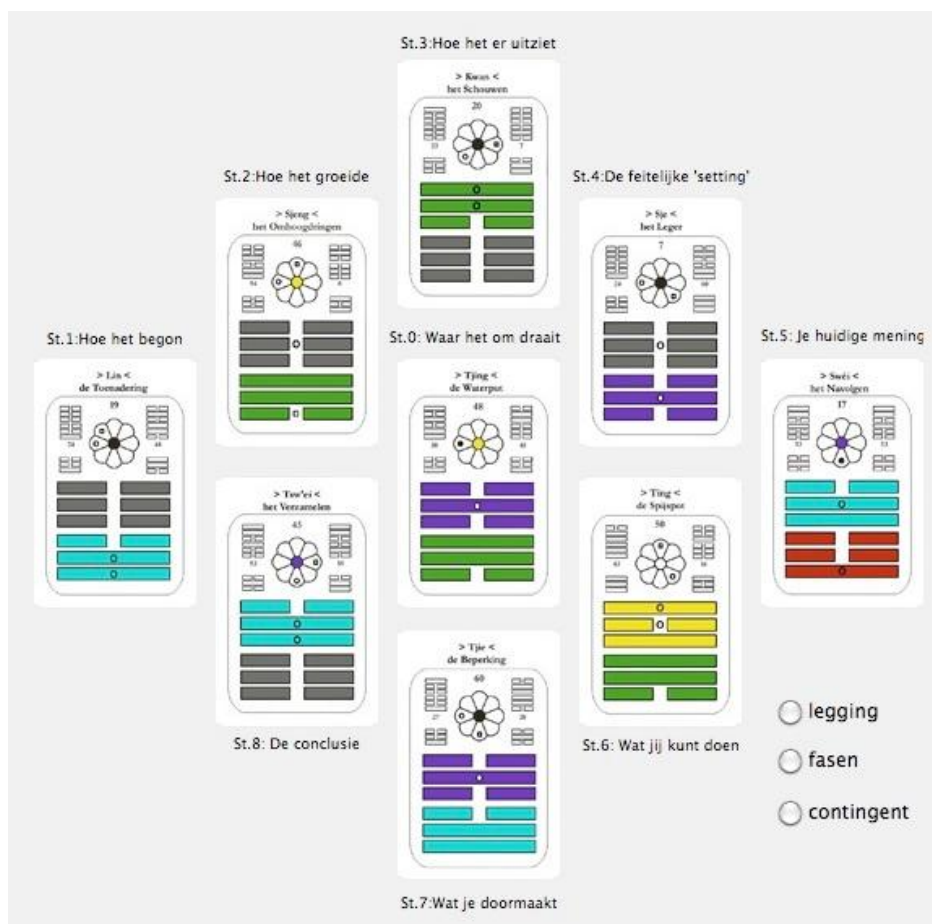 St.3:Hoe het er uitziet
> Kwan <
het Schouwen
20
St.2:Hoe het groeide
> Sjeng <
het Omhoogdringen
46
St.4:De feitelijke 'setting'
> Sje <
het Leger
7
St.1:Hoe het begon
> Lin <
de Toenadering
19
St.0: Waar het om draait
> Tjing <
de Waterput
48
St.5: Je huidige mening
> Swéi <
het Navolgen
17
het Verzamelen
45
St.8: De conclusie
> Ting <
de Spijspot
50
St.6: Wat jij kunt doen
> Tjie <
de Beperking
60
27
28
St.7:Wat je doormaakt
legging
fasen
contingent